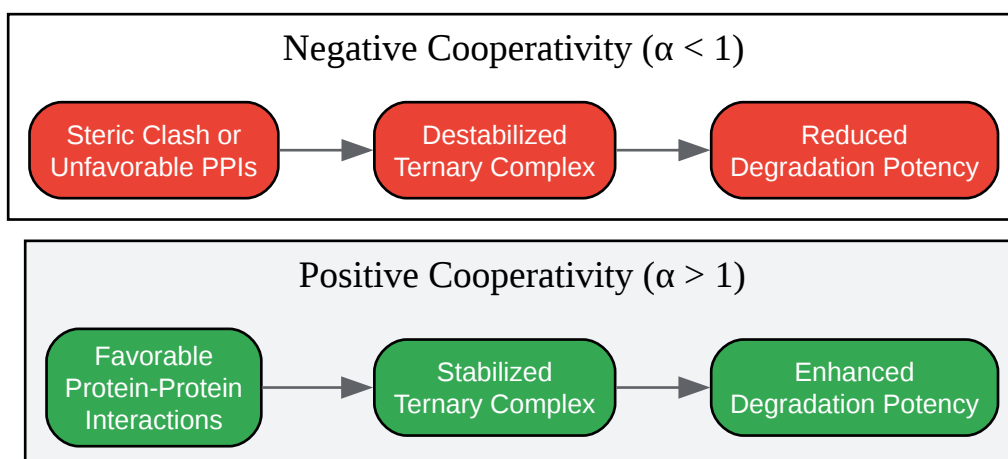 Negative Cooperativity (α < 1)
Steric Clash or
Unfavorable PPIs
Destabilized
Ternary Complex
Reduced
Degradation Potency
Positive Cooperativity (α > 1)
Favorable
Protein-Protein
Interactions
Stabilized
Ternary Complex
Enhanced
Degradation Potency